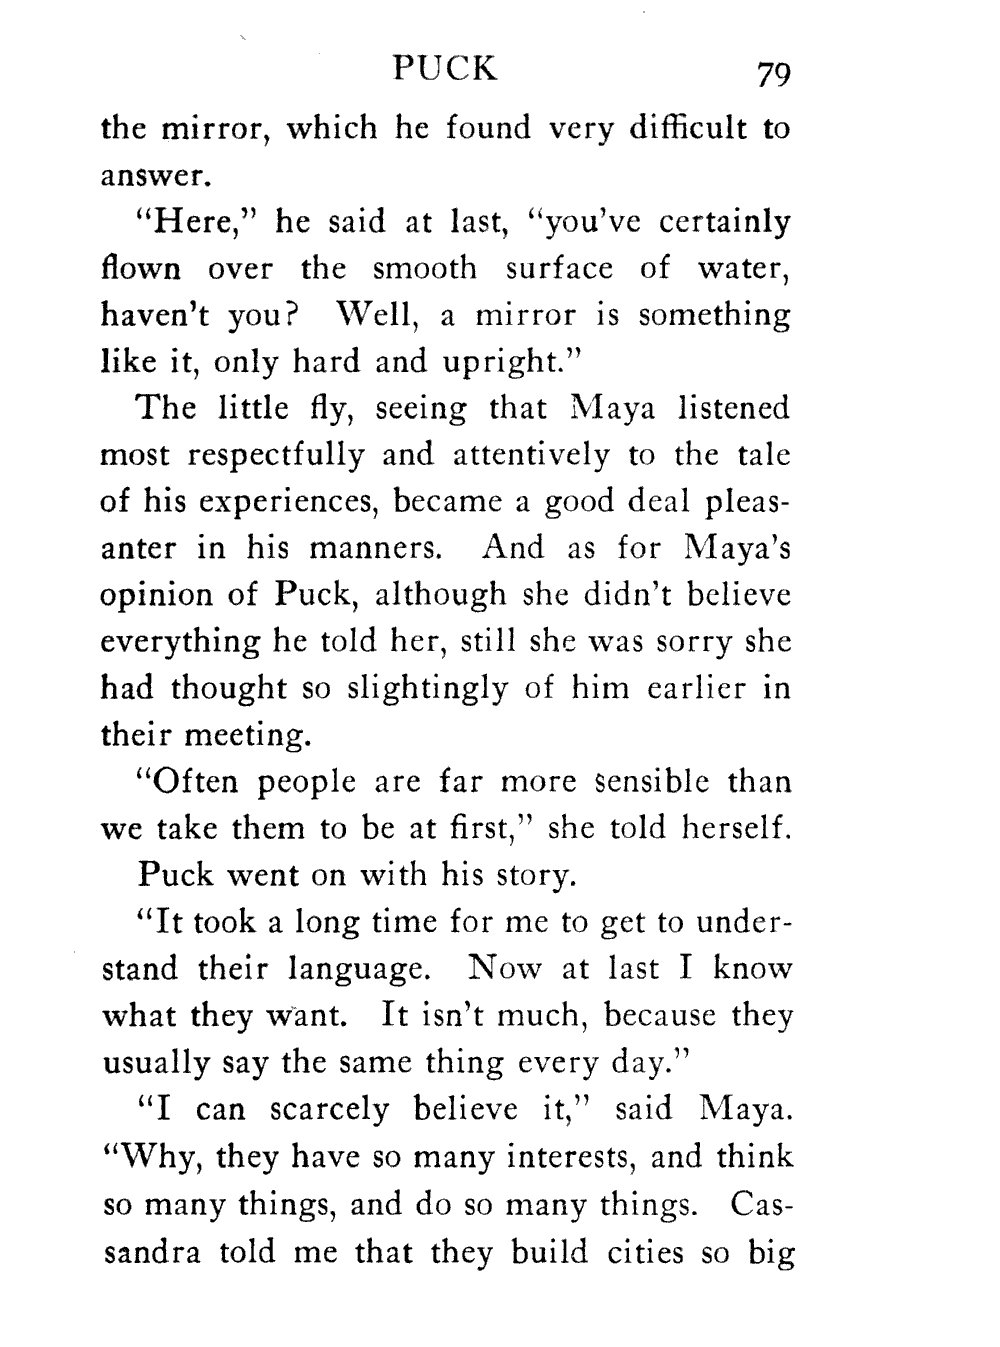 PUCK 79
the mirror, which he found very difficult to
answer.
“Here,” he said at last, “you’ve certainly
flown over the smooth surface of water,
haven’t you? Well, a mirror is something
like it, only hard and upright.”
The little fly, seeing that Maya listened
most respectfully and attentively to the tale
of his experiences, became a good deal pleas-
anter in his manners. And as for Maya’s
opinion of Puck, although she didn’t believe
everything he told her, still she was sorry she
had thought so slightingly of him earlier in
their meeting.
“Often people are far more sensible than
we take them to be at first,” she told herself.
Puck went on with his story.
“It took a long time for me to get to under-
stand their language. Now at last I know
what they want. It isn’t much, because they
usually say the same thing every day.”
“I can scarcely believe it,” said Maya.
“Why, they have so many interests, and think
so many things, and do so many things. Cas-
sandra told me that they build cities so big